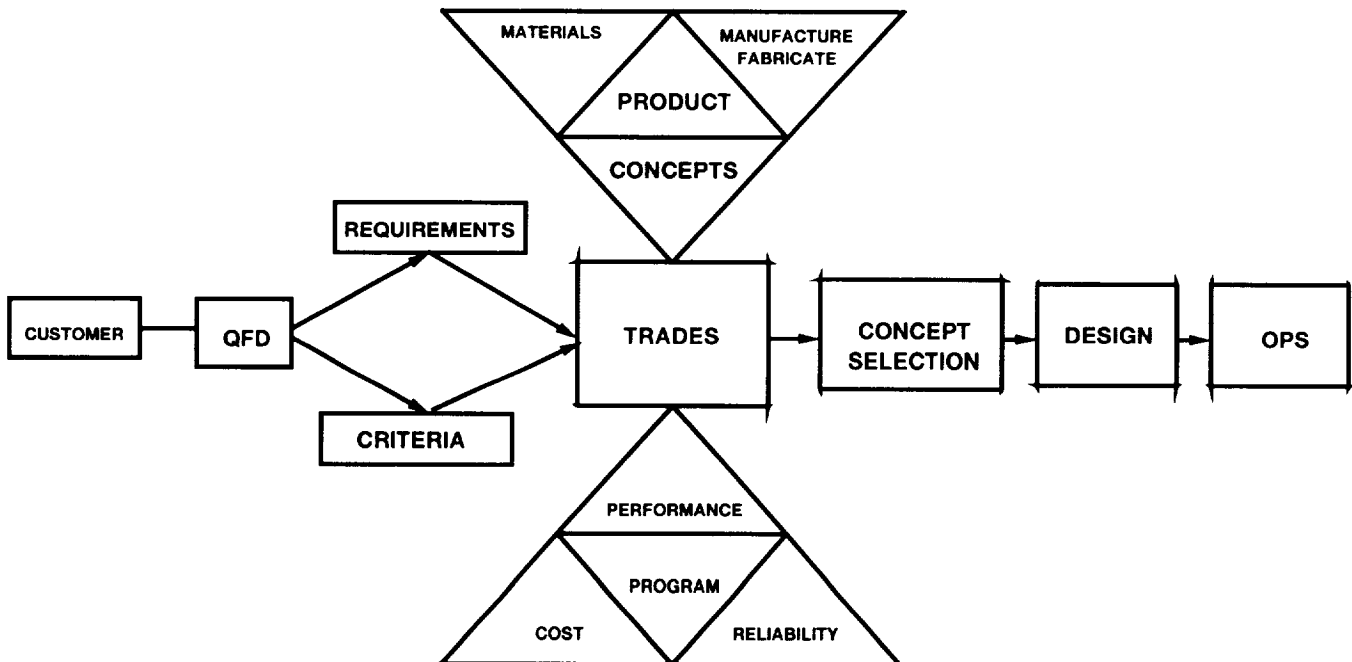 MATERIALS
MANUFACTURE
FABRICATE
PRODUCT
CONCEPTS
REQUIREMENTS
CUSTOMER
QFD
CRITERIA
TRADES
CONCEPT
SELECTION
DESIGN
OPS
PERFORMANCE
PROGRAM
COST
RELIABILITY